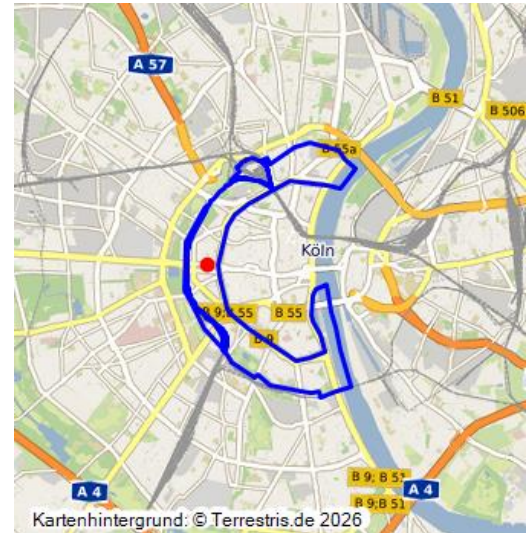 A 57
B 51
B 506
B 55a
Köln
B 9;B 55
B 55
B 9
B 9; B 51
A 4
A 4
B 9;B 51
Kartenhintergrund: © Terrestris.de 2026